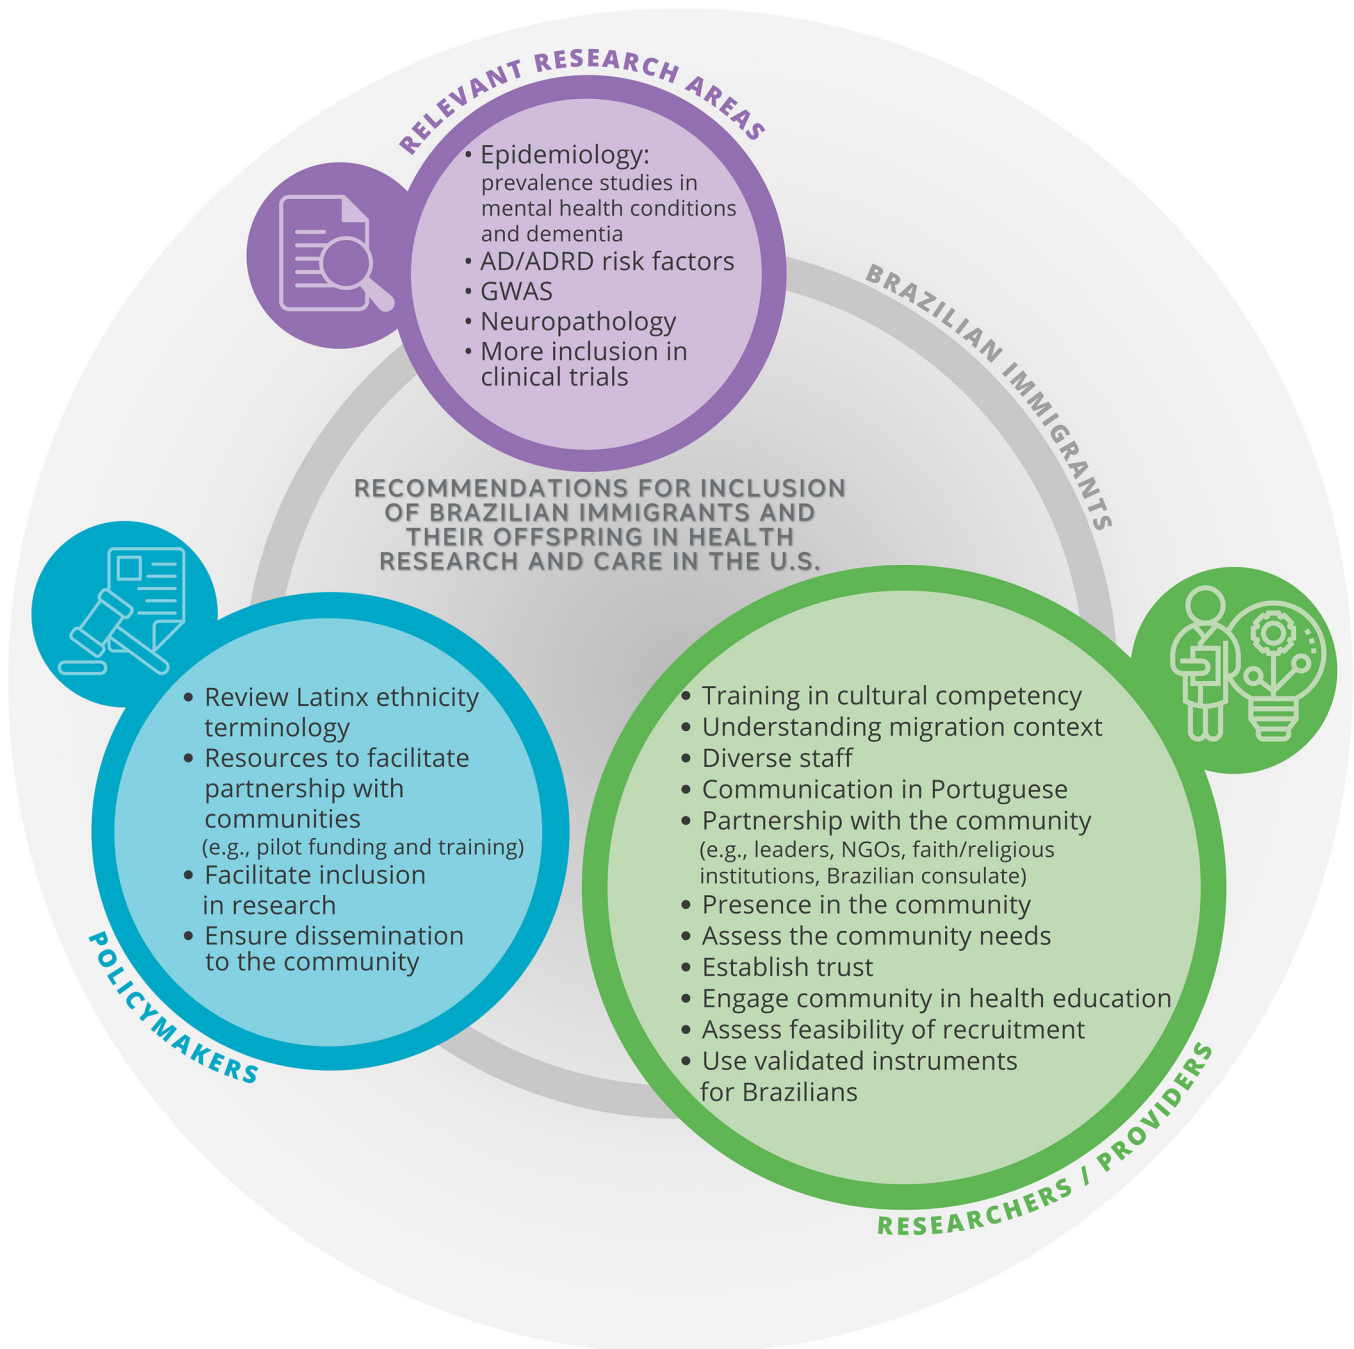 RELEVANT RESEARCH AREAS
• Epidemiology:
prevalence studies in
mental health conditions
and dementia
• AD/ADRD risk factors
• GWAS
• Neuropathology
• More inclusion in
clinical trials
BRAZILIAN IMMIGRANTS
RECOMMENDATIONS FOR INCLUSION
OF BRAZILIAN IMMIGRANTS AND
THEIR OFFSPRING IN HEALTH
RESEARCH AND CARE IN THE U.S.
• Review Latinx ethnicity
terminology
• Resources to facilitate
partnership with
communities
(e.g., pilot funding and training)
• Facilitate inclusion
in research
• Ensure dissemination
to the community
POLICYMAKERS
• Training in cultural competency
• Understanding migration context
• Diverse staff
• Communication in Portuguese
• Partnership with the community
(e.g., leaders, NGOs, faith/religious
institutions, Brazilian consulate)
• Presence in the community
• Assess the community needs
• Establish trust
• Engage community in health education
• Assess feasibility of recruitment
• Use validated instruments
for Brazilians
RESEARCHERS / PROVIDERS